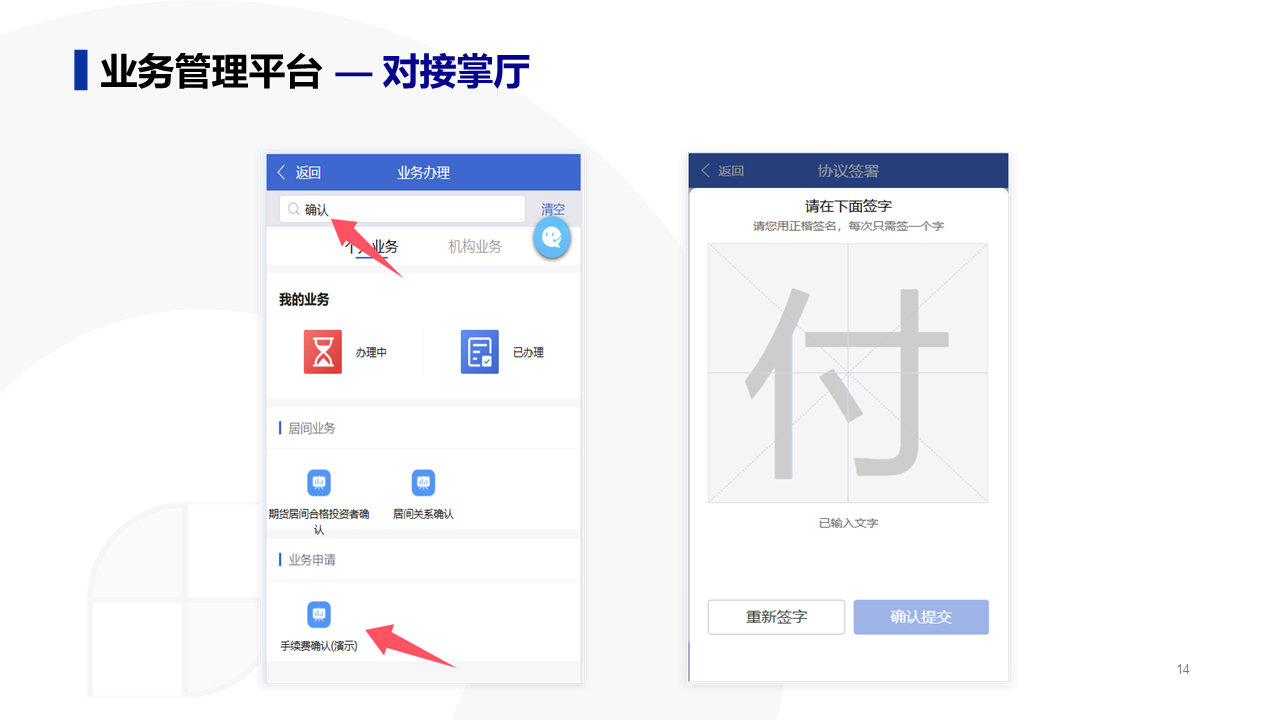 业务管理平台 — 对接掌厅
返回
业务办理
确认
清空
个人业务
机构业务
我的业务
办理中
已办理
居间业务
期货居间合格投资者确
认
居间关系确认
业务申请
手续费确认(演示)
返回
协议签署
请在下面签字
请您用正楷签名，每次只需签一个字
付
已输入文字
重新签字
确认提交
14